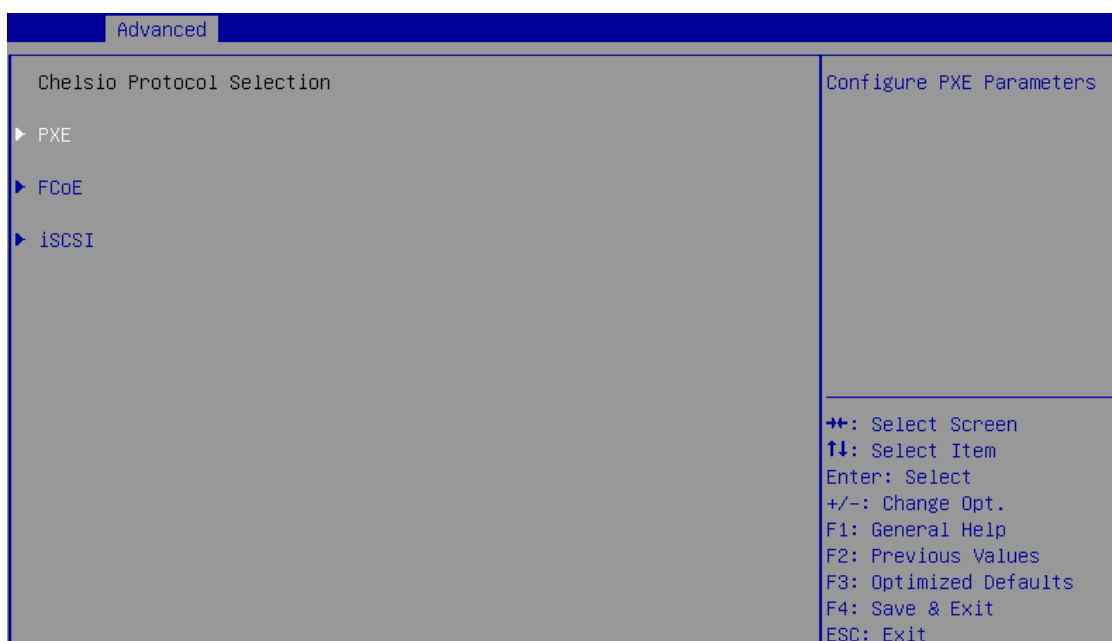 Advanced
Chelsio Protocol Selection
PXE
FCoE
iSCSI
Configure PXE Parameters
→←: Select Screen
↑↓: Select Item
Enter: Select
+/-: Change Opt.
F1: General Help
F2: Previous Values
F3: Optimized Defaults
F4: Save & Exit
ESC: Exit